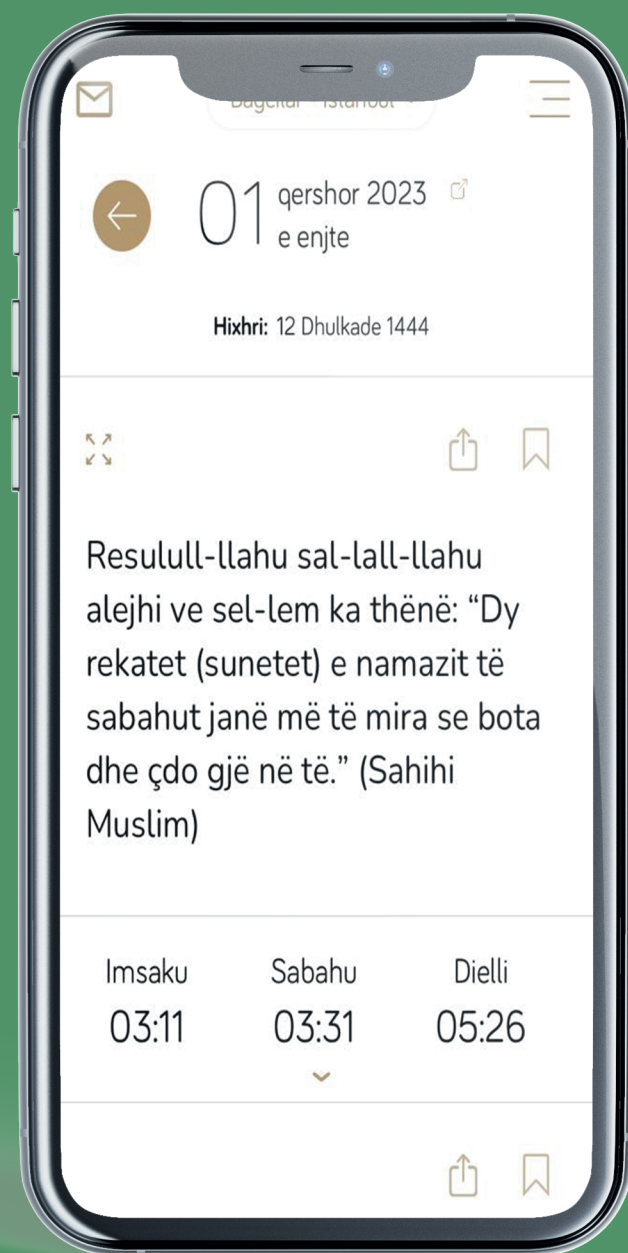 01 qershor 2023
e enjte
Hixhri: 12 Dhulkade 1444
Resulull-llahu sal-lall-llahu
alejhi ve sel-lem ka thënë: “Dy
rekatet (sunetet) e namazit të
sabahut janë më të mira se bota
dhe çdo gjë në të.” (Sahihi
Muslim)
Imsaku Sabahu Dielli
03:11 03:31 05:26